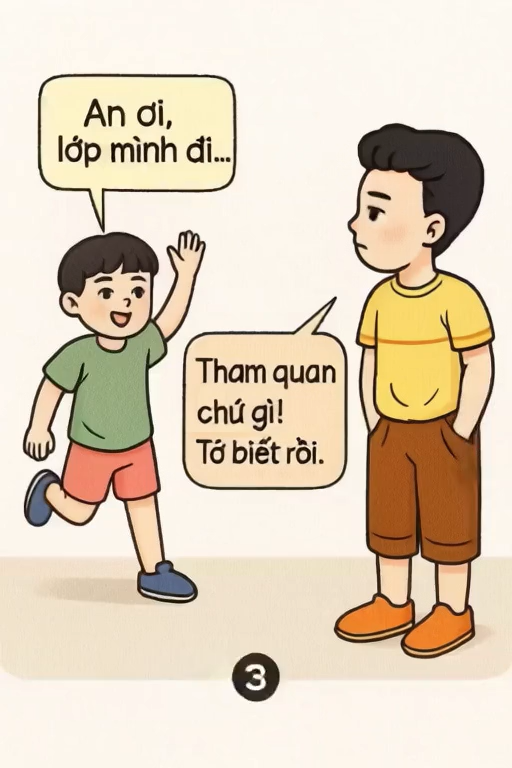 An ơi,
lớp mình đi...
Tham quan
chứ gì!
Tớ biết rồi.
3